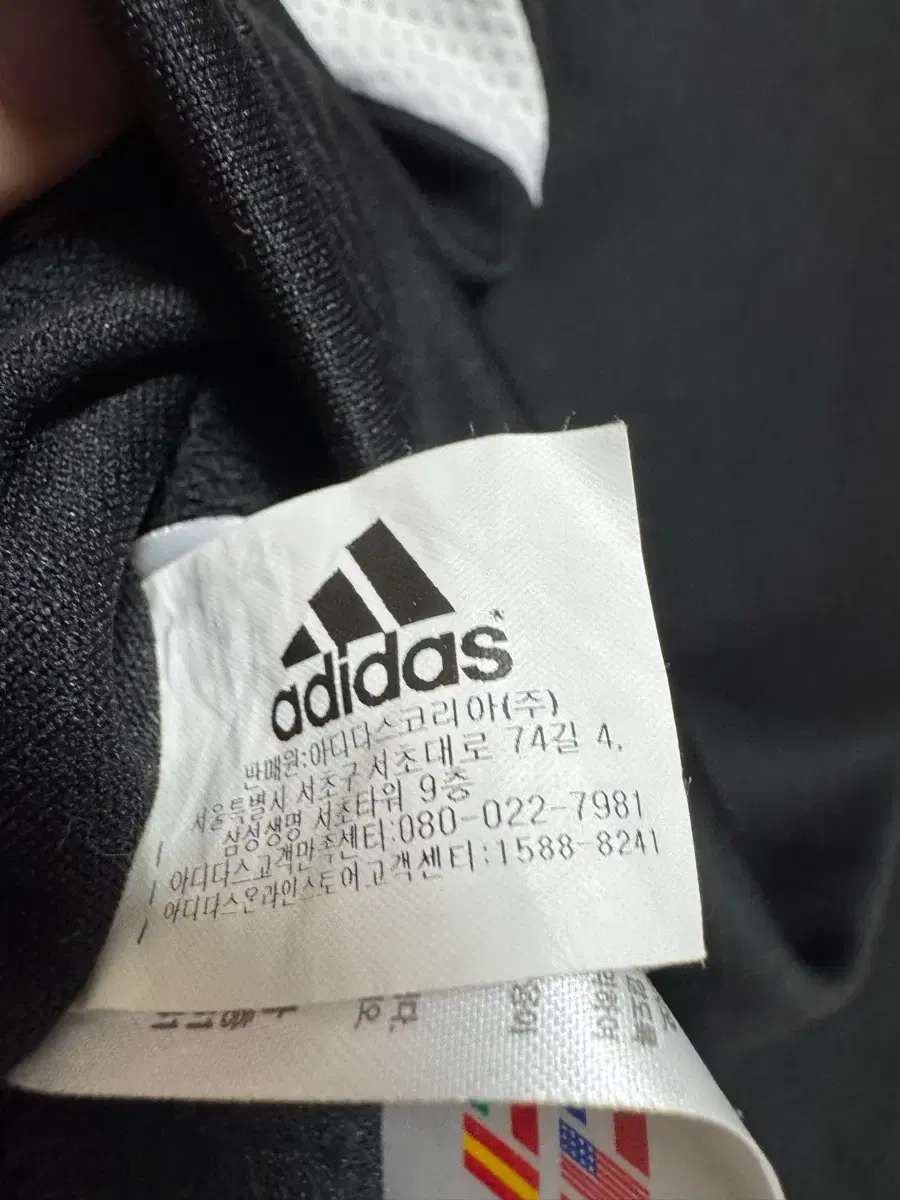 adidas
판매원:아디다스코리아(주)
서울특별시 서초구 서초대로 74길 4,
삼성생명 서초타워 9층
아디다스고객만족센터:080-022-7981
아디다스온라인스토어.고객센터:1588-8241